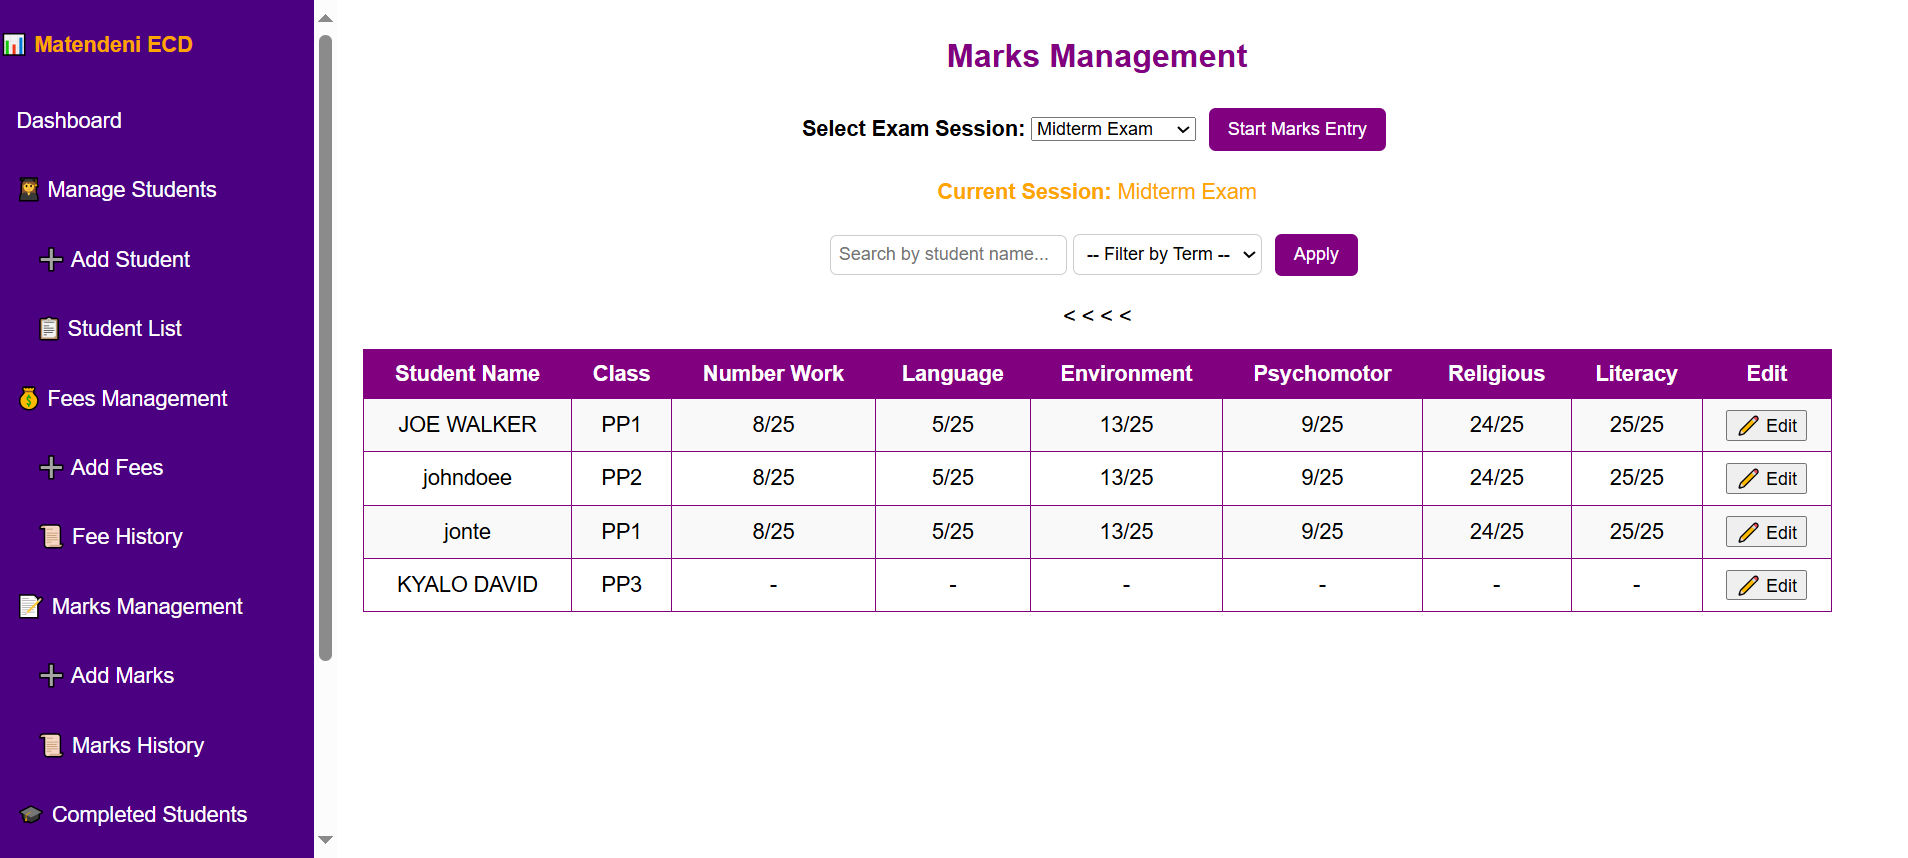 Matendeni ECD
Dashboard
Manage Students
Add Student
Student List
Fees Management
Add Fees
Fee History
Marks Management
Add Marks
Marks History
Completed Students
Marks Management
Select Exam Session: Midterm Exam Start Marks Entry
Current Session: Midterm Exam
Search by student name... -- Filter by Term -- Apply
< < < <
Student Name Class Number Work Language Environment Psychomotor Religious Literacy Edit
JOE WALKER PP1 8/25 5/25 13/25 9/25 24/25 25/25 Edit
johndoee PP2 8/25 5/25 13/25 9/25 24/25 25/25 Edit
jonte PP1 8/25 5/25 13/25 9/25 24/25 25/25 Edit
KYALO DAVID PP3 - - - - - - Edit